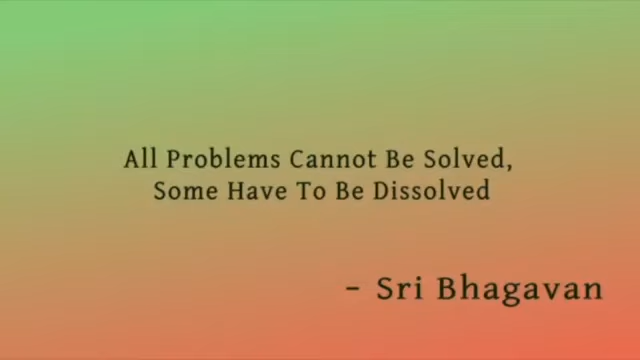 All Problems Cannot Be Solved,
Some Have To Be Dissolved
- Sri Bhagavan